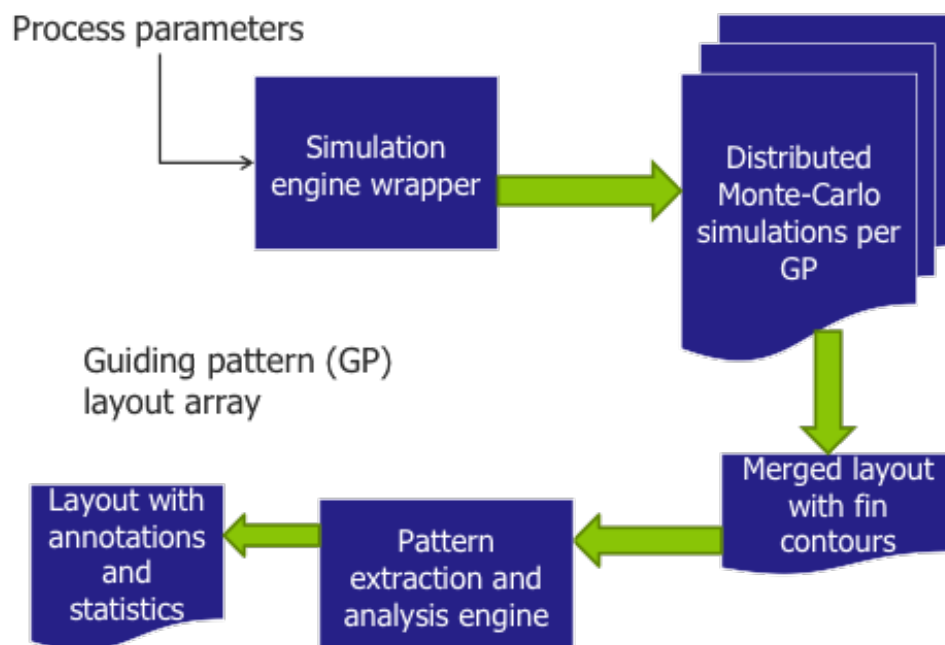 Process parameters
Simulation
engine wrapper
Distributed
Monte-Carlo
simulations per
GP
Guiding pattern (GP)
layout array
Merged layout
with fin
contours
Pattern
extraction and
analysis engine
Layout with
annotations
and
statistics